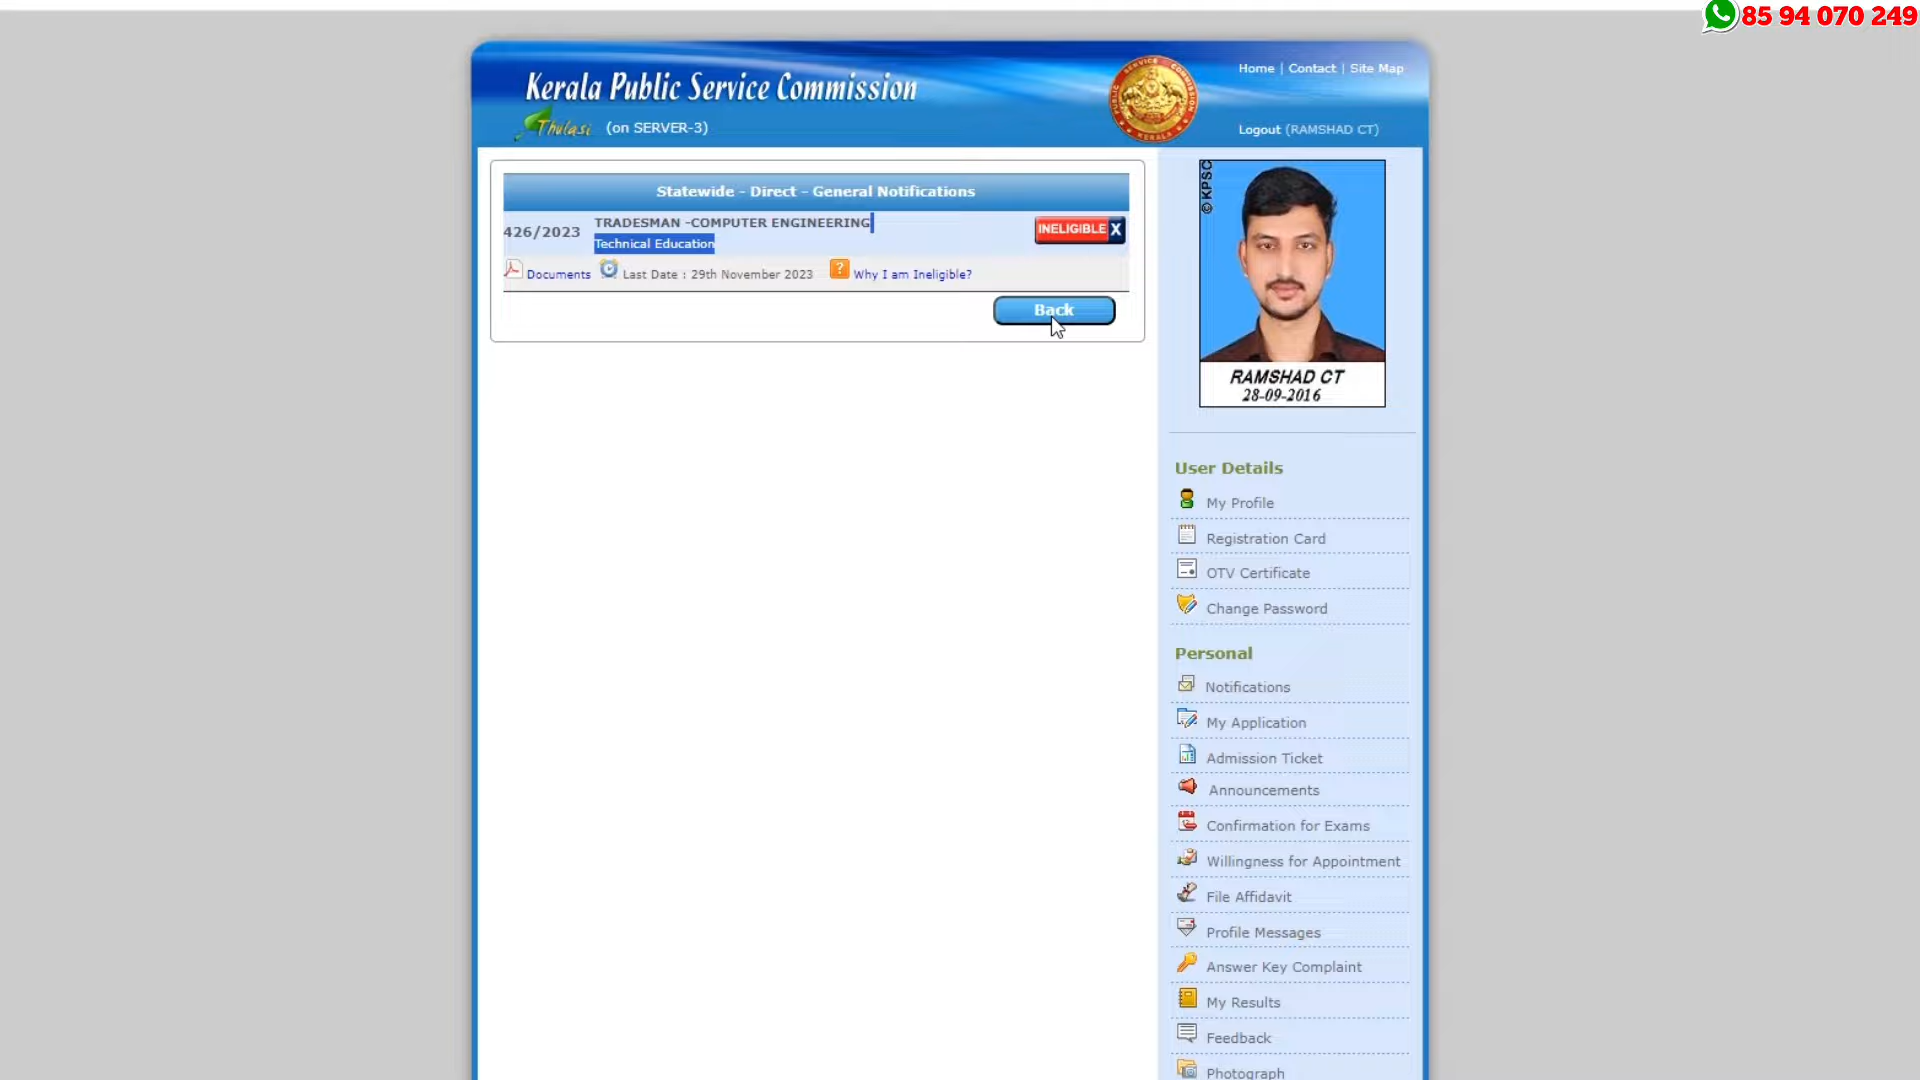 85 94 070 249
Kerala Public Service Commission
Home | Contact | Site Map
Thulasi (on SERVER-3)
Logout (RAMSHAD CT)
Statewide - Direct - General Notifications
426/2023
TRADESMAN -COMPUTER ENGINEERING
Technical Education
INELIGIBLE X
Documents
Last Date : 29th November 2023
? Why I am Ineligible?
Back
© KPSC
RAMSHAD CT
28-09-2016
User Details
My Profile
Registration Card
OTV Certificate
Change Password
Personal
Notifications
My Application
Admission Ticket
Announcements
Confirmation for Exams
Willingness for Appointment
File Affidavit
Profile Messages
Answer Key Complaint
My Results
Feedback
Photograph